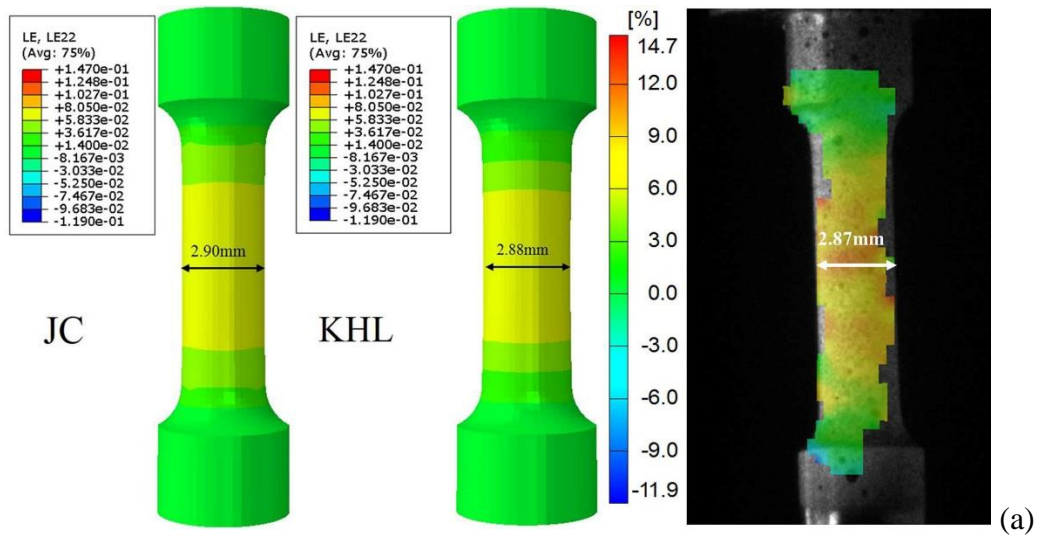 LE, LE22
(Avg: 75%)
+1.470e-01
+1.248e-01
+1.027e-01
+8.050e-02
+5.833e-02
+3.617e-02
+1.400e-02
-8.167e-03
-3.033e-02
-5.250e-02
-7.467e-02
-9.683e-02
-1.190e-01
2.90mm
JC
LE, LE22
(Avg: 75%)
+1.470e-01
+1.248e-01
+1.027e-01
+8.050e-02
+5.833e-02
+3.617e-02
+1.400e-02
-8.167e-03
-3.033e-02
-5.250e-02
-7.467e-02
-9.683e-02
-1.190e-01
2.88mm
KHL
[%]
14.7
12.0
9.0
6.0
3.0
0.0
-3.0
-6.0
-9.0
-11.9
2.87mm
(a)